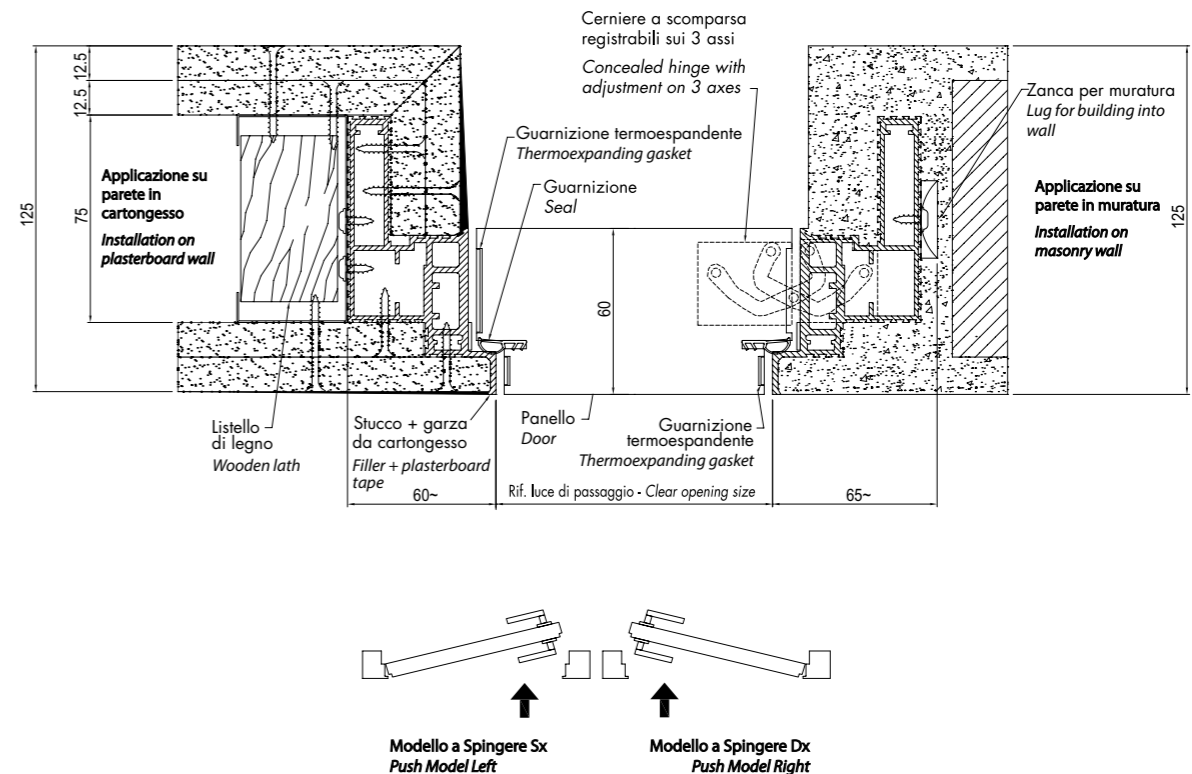 Cerniere a scomparsa
registrabili sui 3 assi
Concealed hinge with
adjustment on 3 axes
Guarnizione termoespandente
Thermoexpanding gasket
Guarnizione
Seal
Zanca per muratura
Lug for building into
wall
125
12.5
12.5
75
Applicazione su
parete in
cartongesso
Installation on
plasterboard wall
60
Applicazione su
parete in muratura
Installation on
masonry wall
125
Listello
di legno
Wooden lath
Stucco + garza
da cartongesso
Filler + plasterboard
tape
Panello
Door
Guarnizione
termoespandente
Thermoexpanding gasket
60~
Rif. luce di passaggio - Clear opening size
65~
Modello a Spingere Sx
Push Model Left
Modello a Spingere Dx
Push Model Right